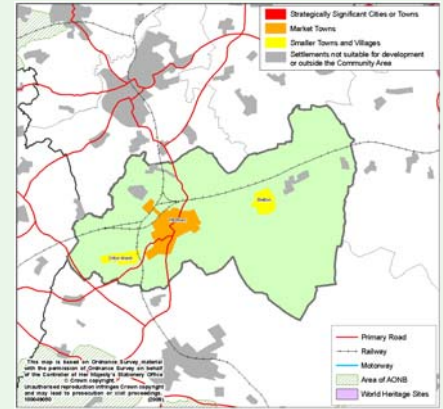 Strategically Significant Cities or Towns
Market Towns
Smaller Towns and Villages
Settlements not suitable for development
or outside the Community Area
Primary Road
Railway
Motorway
Area of AONB
World Heritage Sites
This map is based on Ordnance Survey material
with the permission of Ordnance Survey on behalf
of the Controller of Her Majesty's Stationery Office
© Crown copyright.
Unauthorised reproduction infringes Crown copyright
and may lead to prosecution or civil proceedings.